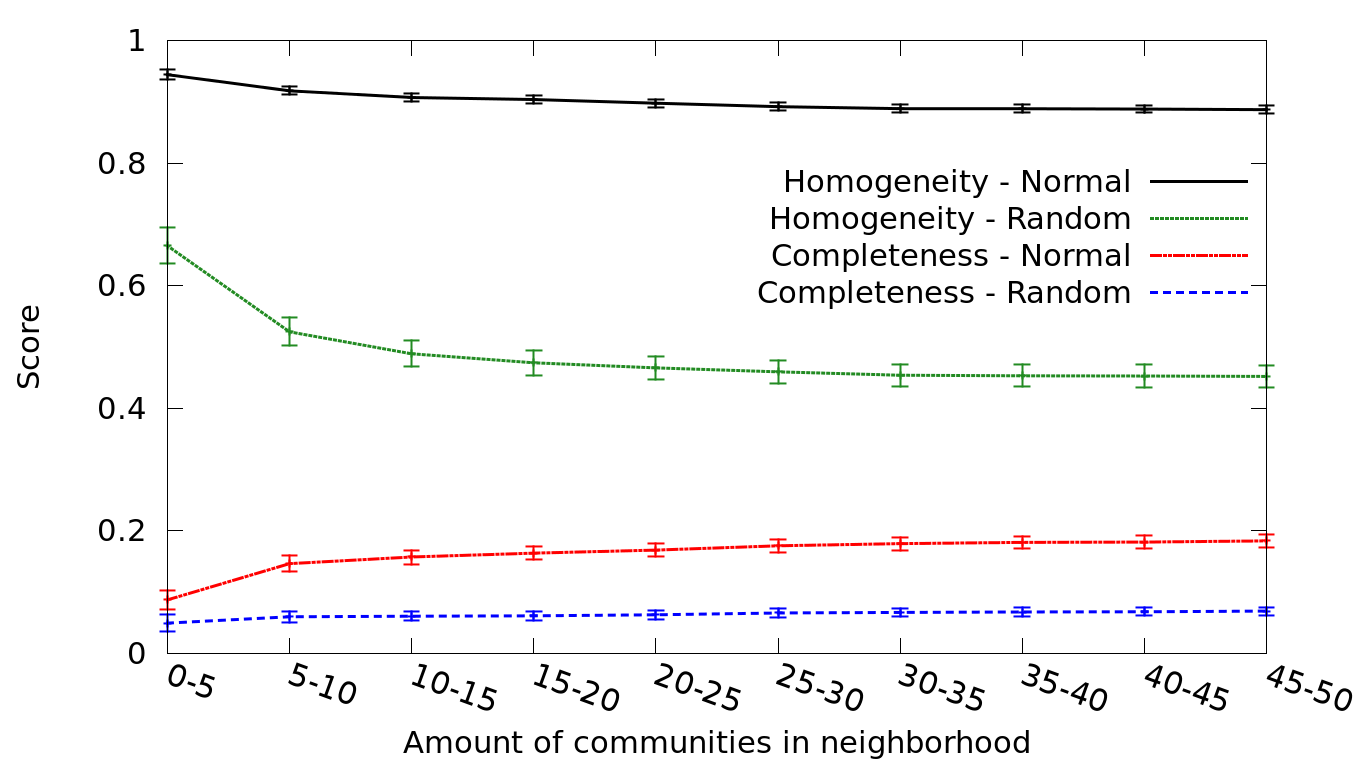 1
0.8
0.6
0.4
0.2
0
Score
Homogeneity - Normal
Homogeneity - Random
Completeness - Normal
Completeness - Random
0-5
5-10
10-15
15-20
20-25
25-30
30-35
35-40
40-45
45-50
Amount of communities in neighborhood